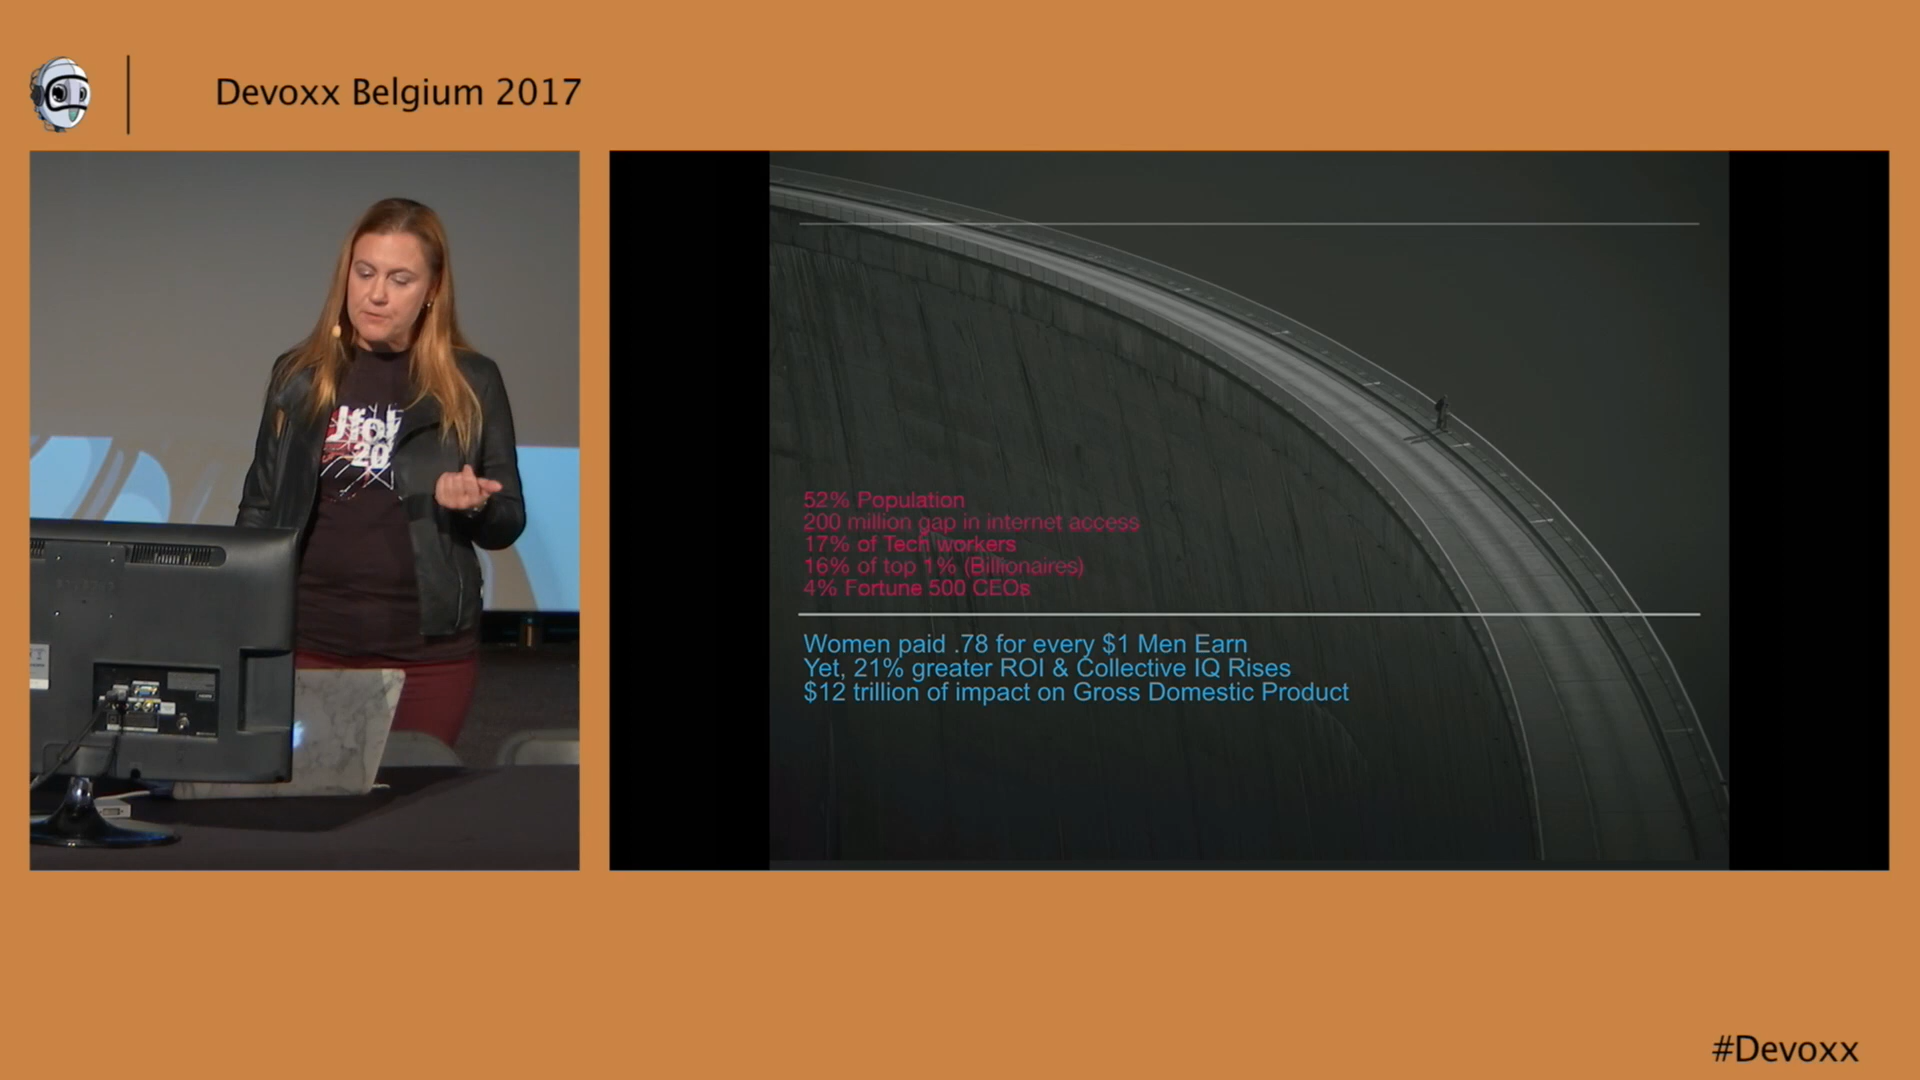 Devoxx Belgium 2017
Jfo
20
52% Population
200 million gap in internet access
17% of Tech workers
16% of top 1% (Billionaires)
4% Fortune 500 CEOs
Women paid .78 for every $1 Men Earn
Yet, 21% greater ROI & Collective IQ Rises
$12 trillion of impact on Gross Domestic Product
#Devoxx